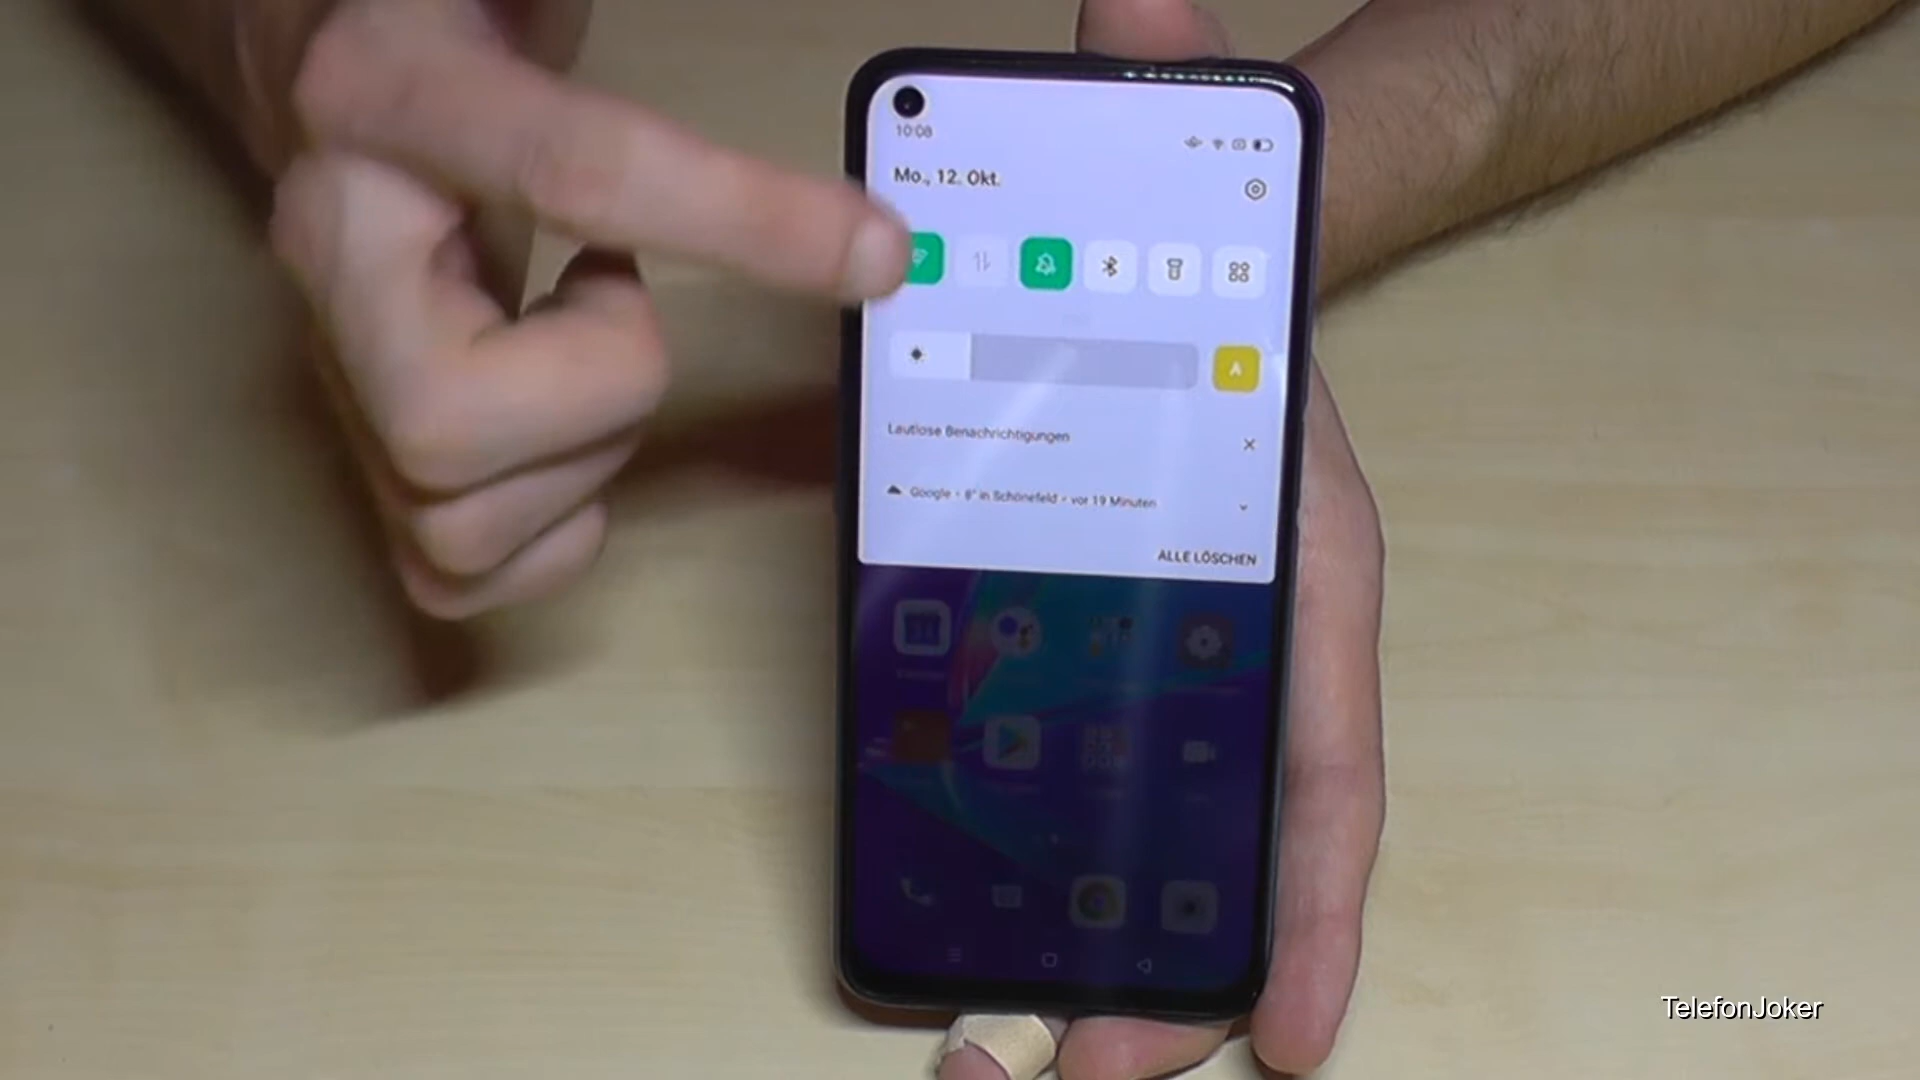 10:08
Mo., 12. Okt.
A
Lautlose Benachrichtigungen
Google • 8° in Schönefeld • vor 19 Minuten
ALLE LÖSCHEN
TelefonJoker